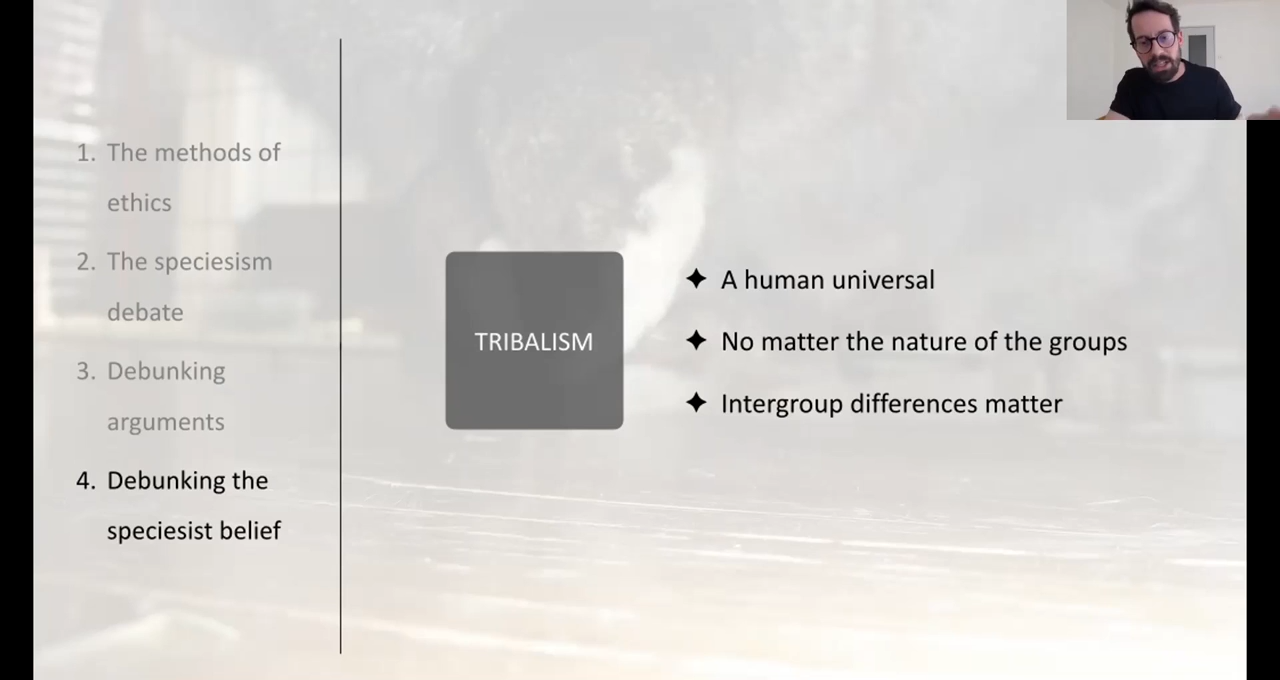 1. The methods of
ethics
2. The speciesism
debate
3. Debunking
arguments
4. Debunking the
speciesist belief
TRIBALISM
✦ A human universal
✦ No matter the nature of the groups
✦ Intergroup differences matter